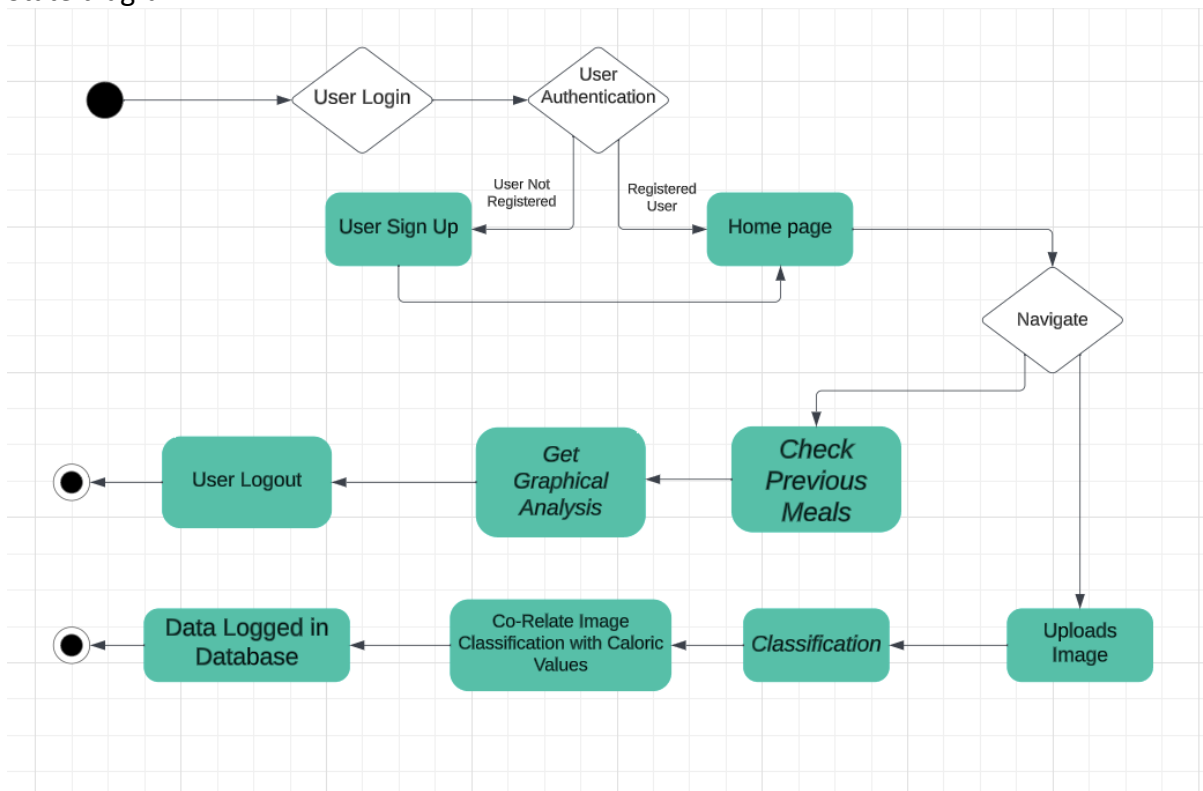 User Login
User
Authentication
User Not
Registered
Registered
User
User Sign Up
Home page
Navigate
Check
Previous
Meals
Get
Graphical
Analysis
User Logout
Uploads
Image
Classification
Co-Relate Image
Classification with Caloric
Values
Data Logged in
Database